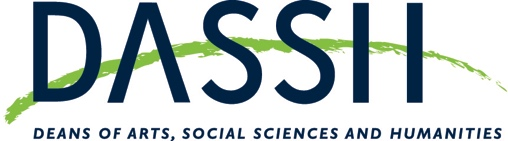 DASSH
DEANS OF ARTS, SOCIAL SCIENCES AND HUMANITIES